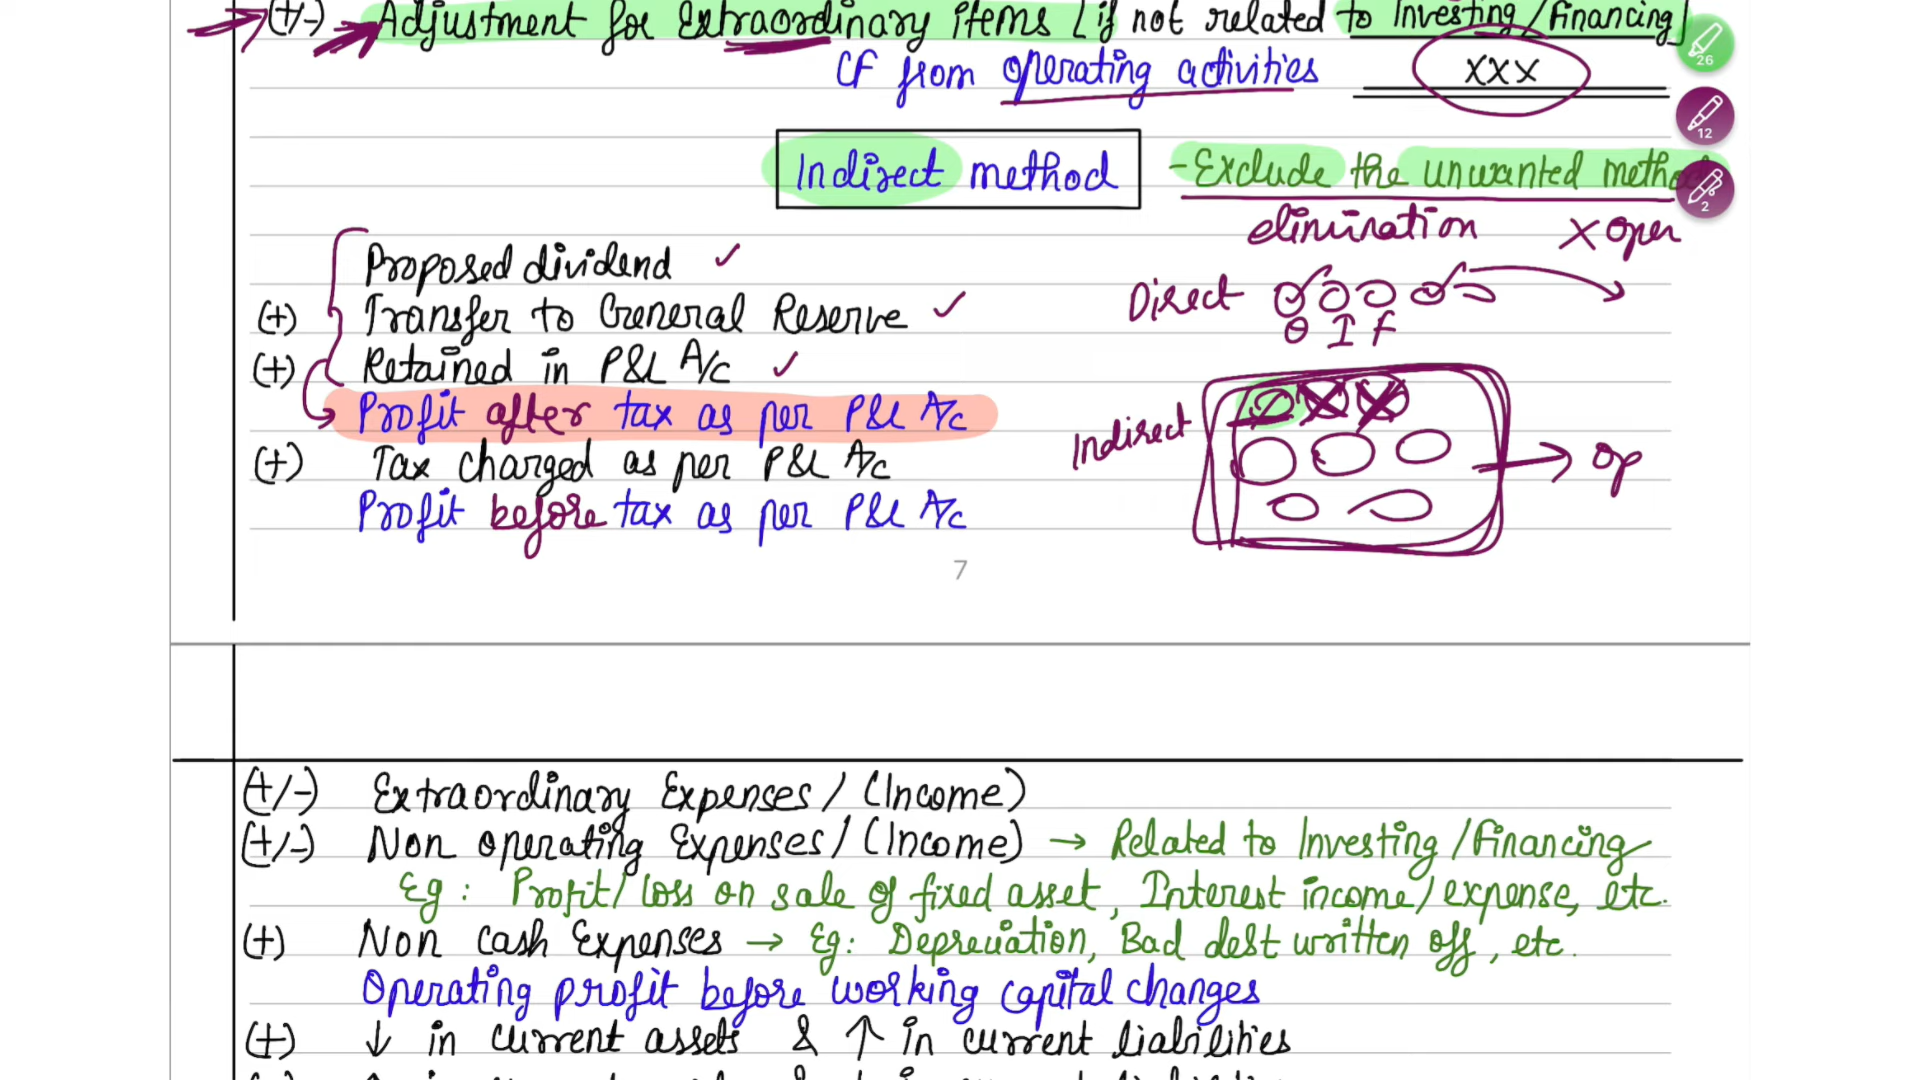 (+/-) Adjustment for Extraordinary items [if not related to Investing/Financing]
CF from operating activities XXX
26
12
Indirect method - Exclude the unwanted method
2
elimination X oper
Proposed dividend ✓
Direct
(+) Transfer to General Reserve ✓
O I F
(+) Retained in P&L A/c ✓
Profit after tax as per P&L A/c
Indirect
(+) Tax charged as per P&L A/c
→ op
Profit before tax as per P&L A/c
7
(+/-) Extraordinary Expenses / (Income)
(+/-) Non operating Expenses / (Income) → Related to Investing / Financing
Eg : Profit/loss on sale of fixed asset, Interest income/expense, etc.
(+) Non cash Expenses → Eg: Depreciation, Bad debt written off, etc.
Operating profit before working capital changes
(+) ↓ in current assets & ↑ in current liabilities